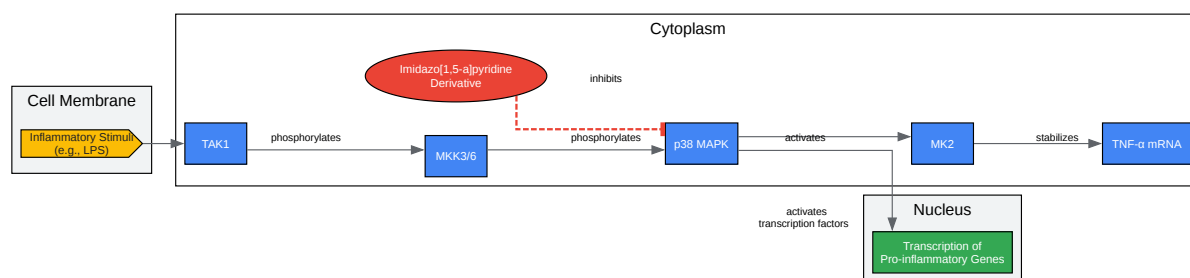 Cytoplasm
Imidazo[1,5-a]pyridine
Derivative
inhibits
Cell Membrane
Inflammatory Stimuli
(e.g., LPS)
TAK1
phosphorylates
MKK3/6
phosphorylates
p38 MAPK
activates
MK2
stabilizes
TNF-α mRNA
activates
transcription factors
Nucleus
Transcription of
Pro-inflammatory Genes